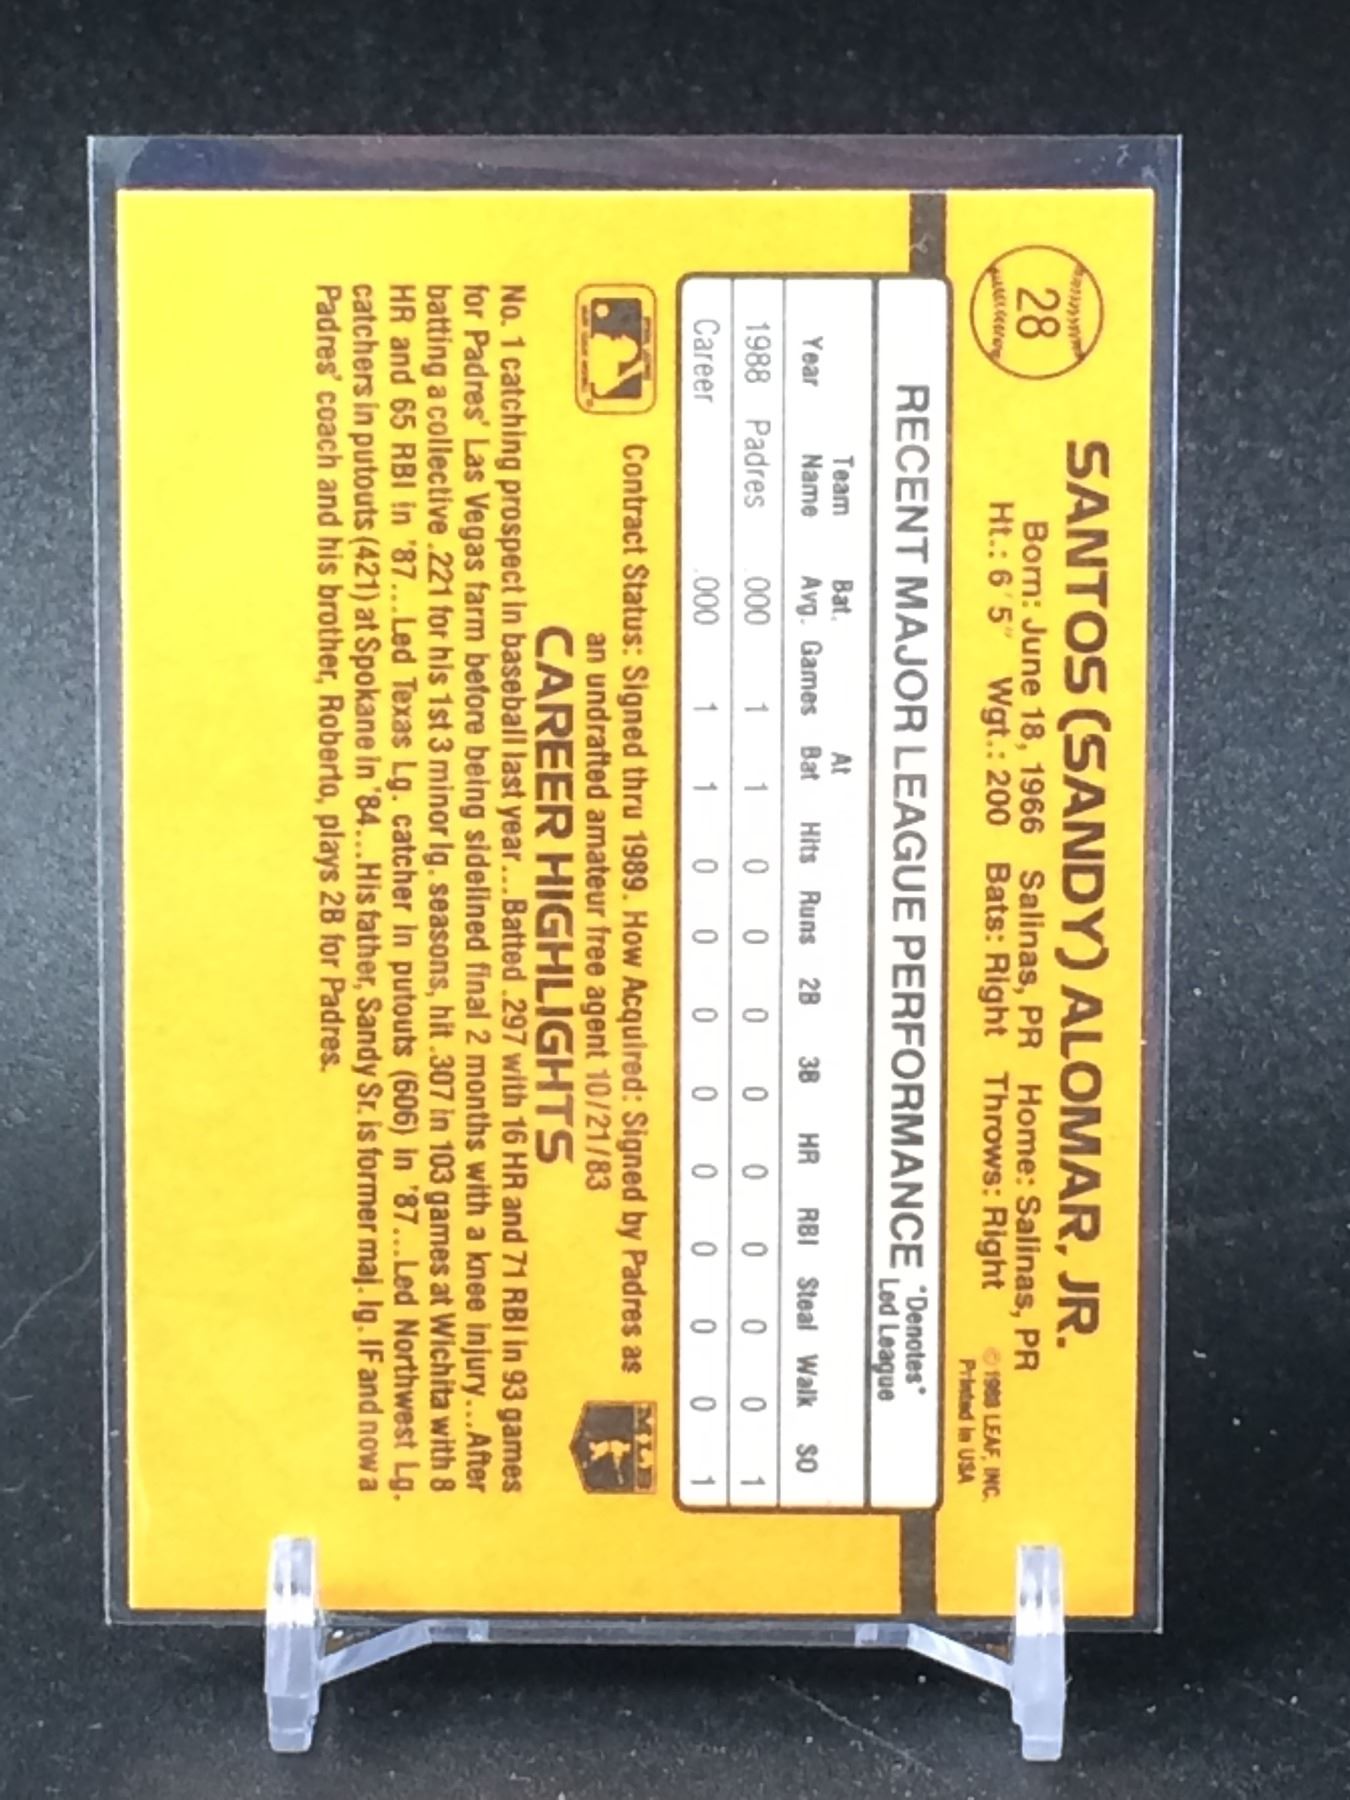 28
SANTOS (SANDY) ALOMAR, JR.
Born: June 18, 1966 Salinas, PR Home: Salinas, PR
Ht.: 6' 5" Wgt.: 200 Bats: Right Throws: Right
©1988 LEAF, INC.
Printed in USA
RECENT MAJOR LEAGUE PERFORMANCE
*Denotes*
Led League
Year Team Name Bat. Avg. Games At Bat Hits Runs 2B 3B HR RBI Steal Walk SO
1988 Padres .000 1 1 0 0 0 0 0 0 0 0 1
Career .000 1 1 0 0 0 0 0 0 0 0 1
Contract Status: Signed thru 1989. How Acquired: Signed by Padres as
an undrafted amateur free agent 10/21/83
MLB
CAREER HIGHLIGHTS
No. 1 catching prospect in baseball last year....Batted .297 with 16 HR and 71 RBI in 93 games
for Padres' Las Vegas farm before being sidelined final 2 months with a knee injury...After
batting a collective .221 for his 1st 3 minor lg. seasons, hit .307 in 103 games at Wichita with 8
HR and 65 RBI in '87...Led Texas Lg. catcher in putouts (606) in '87...Led Northwest Lg.
catchers in putouts (421) at Spokane in '84...His father, Sandy Sr. is former maj. lg. IF and now a
Padres' coach and his brother, Roberto, plays 2B for Padres.